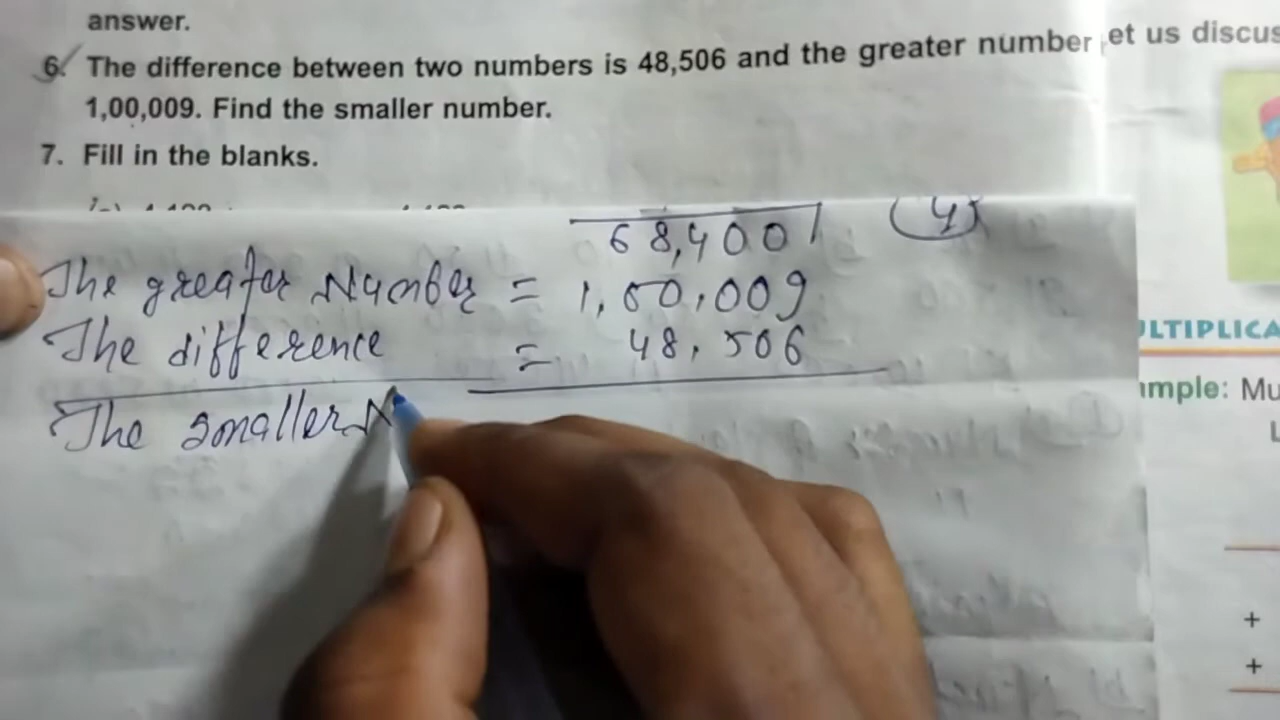 answer.
6. The difference between two numbers is 48,506 and the greater number
1,00,009. Find the smaller number.
7. Fill in the blanks.
et us discus
68,400
The greater Number = 1,00,009
The difference = 48,506
The smaller N
LTIPLICA
mple: Mu
L
+
+